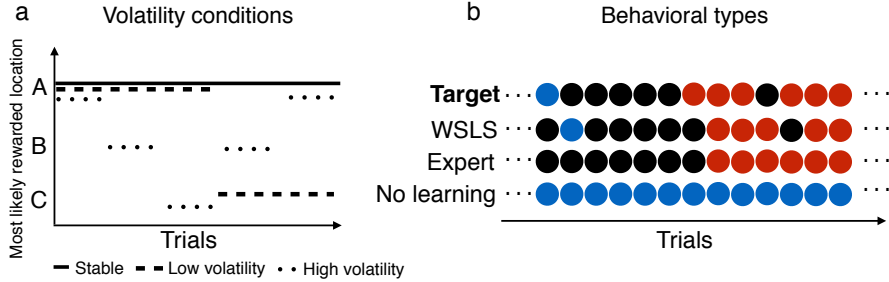 a
Volatility conditions
Most likely rewarded location
A
B
C
Trials
Stable
Low volatility
High volatility
b
Behavioral types
Target
WSLS
Expert
No learning
Trials